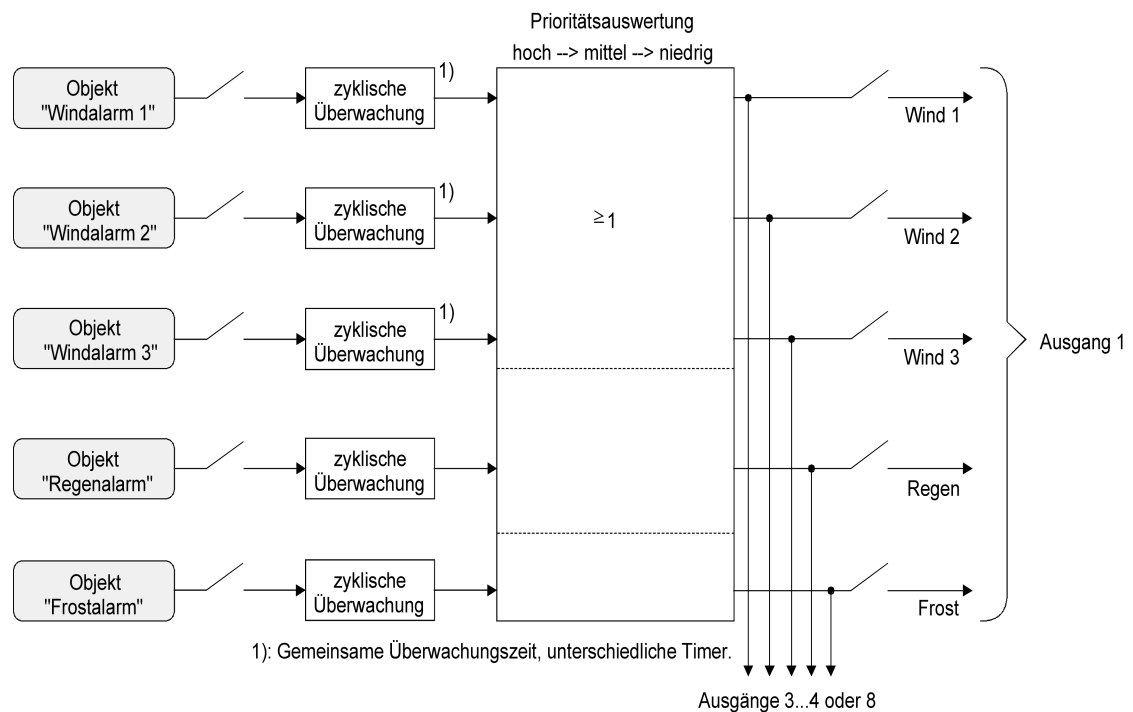 Prioritätsauswertung
hoch --> mittel --> niedrig
Objekt
"Windalarm 1"
zyklische
Überwachung
1)
Wind 1
Objekt
"Windalarm 2"
zyklische
Überwachung
1)
≥1
Wind 2
Objekt
"Windalarm 3"
zyklische
Überwachung
1)
Wind 3
Ausgang 1
Objekt
"Regenalarm"
zyklische
Überwachung
Regen
Objekt
"Frostalarm"
zyklische
Überwachung
Frost
1): Gemeinsame Überwachungszeit, unterschiedliche Timer.
Ausgänge 3...4 oder 8